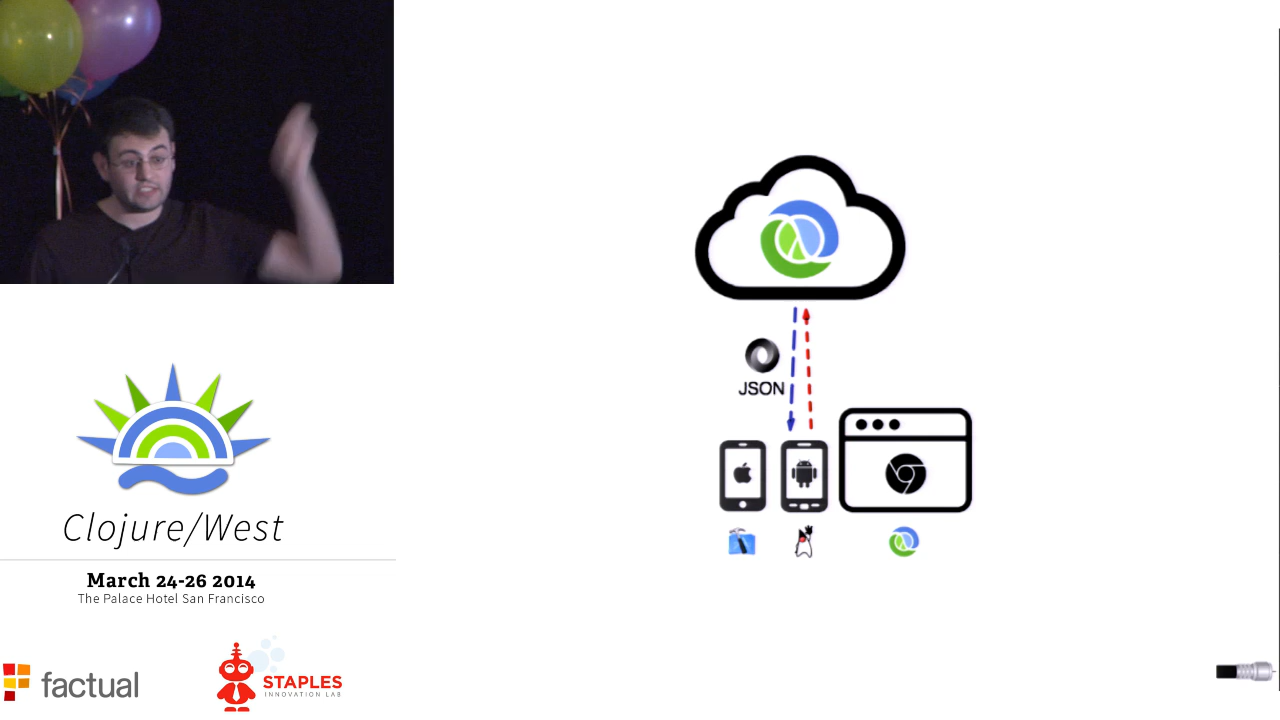 JSON
Clojure/West
March 24-26 2014
The Palace Hotel San Francisco
factual
STAPLES
INNOVATION LAB